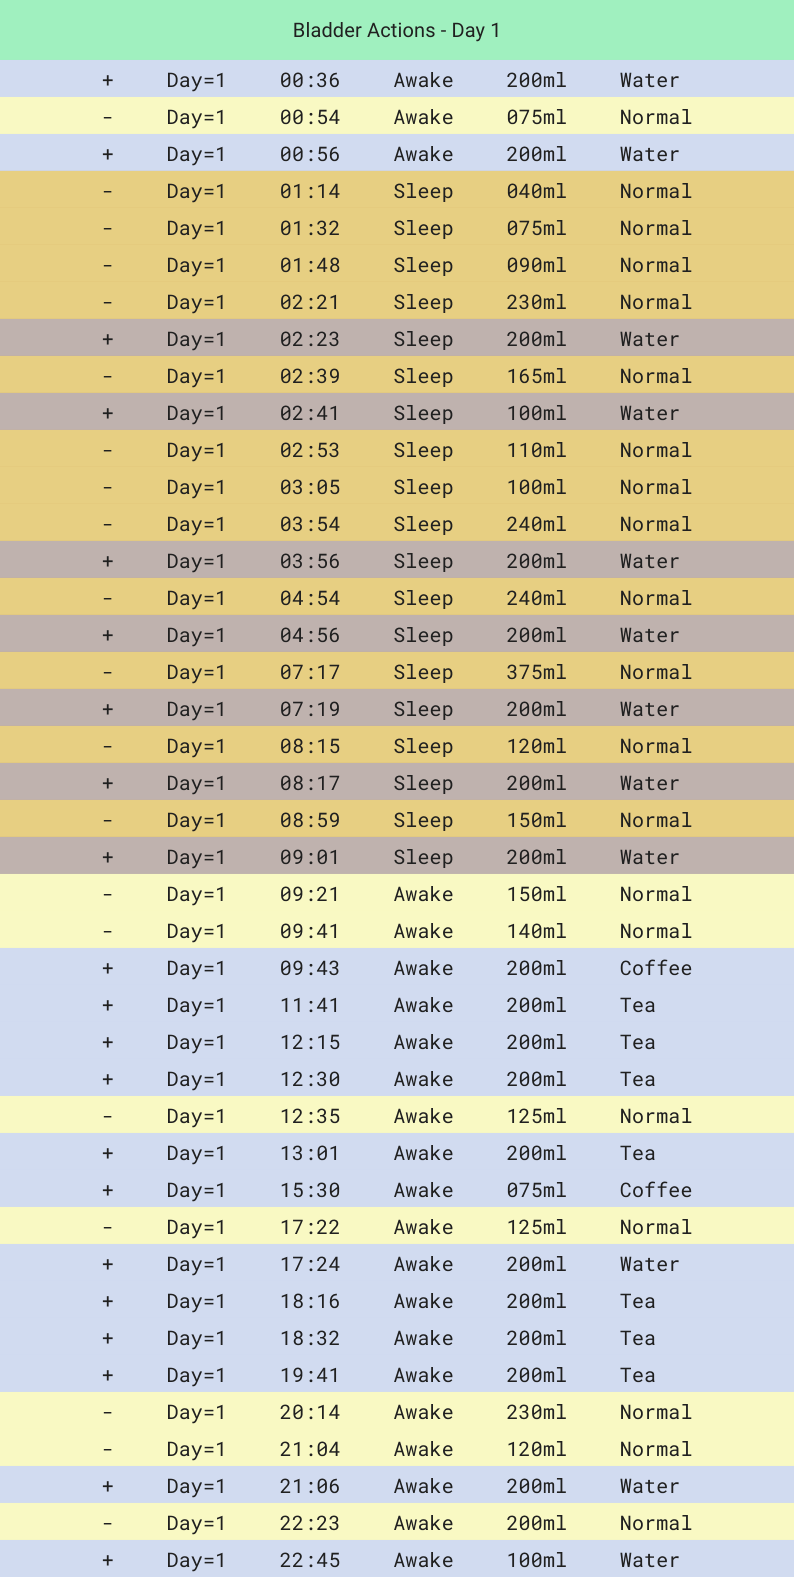 Bladder Actions - Day 1
+ Day=1 00:36 Awake 200ml Water
- Day=1 00:54 Awake 075ml Normal
+ Day=1 00:56 Awake 200ml Water
- Day=1 01:14 Sleep 040ml Normal
- Day=1 01:32 Sleep 075ml Normal
- Day=1 01:48 Sleep 090ml Normal
- Day=1 02:21 Sleep 230ml Normal
+ Day=1 02:23 Sleep 200ml Water
- Day=1 02:39 Sleep 165ml Normal
+ Day=1 02:41 Sleep 100ml Water
- Day=1 02:53 Sleep 110ml Normal
- Day=1 03:05 Sleep 100ml Normal
- Day=1 03:54 Sleep 240ml Normal
+ Day=1 03:56 Sleep 200ml Water
- Day=1 04:54 Sleep 240ml Normal
+ Day=1 04:56 Sleep 200ml Water
- Day=1 07:17 Sleep 375ml Normal
+ Day=1 07:19 Sleep 200ml Water
- Day=1 08:15 Sleep 120ml Normal
+ Day=1 08:17 Sleep 200ml Water
- Day=1 08:59 Sleep 150ml Normal
+ Day=1 09:01 Sleep 200ml Water
- Day=1 09:21 Awake 150ml Normal
- Day=1 09:41 Awake 140ml Normal
+ Day=1 09:43 Awake 200ml Coffee
+ Day=1 11:41 Awake 200ml Tea
+ Day=1 12:15 Awake 200ml Tea
+ Day=1 12:30 Awake 200ml Tea
- Day=1 12:35 Awake 125ml Normal
+ Day=1 13:01 Awake 200ml Tea
+ Day=1 15:30 Awake 075ml Coffee
- Day=1 17:22 Awake 125ml Normal
+ Day=1 17:24 Awake 200ml Water
+ Day=1 18:16 Awake 200ml Tea
+ Day=1 18:32 Awake 200ml Tea
+ Day=1 19:41 Awake 200ml Tea
- Day=1 20:14 Awake 230ml Normal
- Day=1 21:04 Awake 120ml Normal
+ Day=1 21:06 Awake 200ml Water
- Day=1 22:23 Awake 200ml Normal
+ Day=1 22:45 Awake 100ml Water